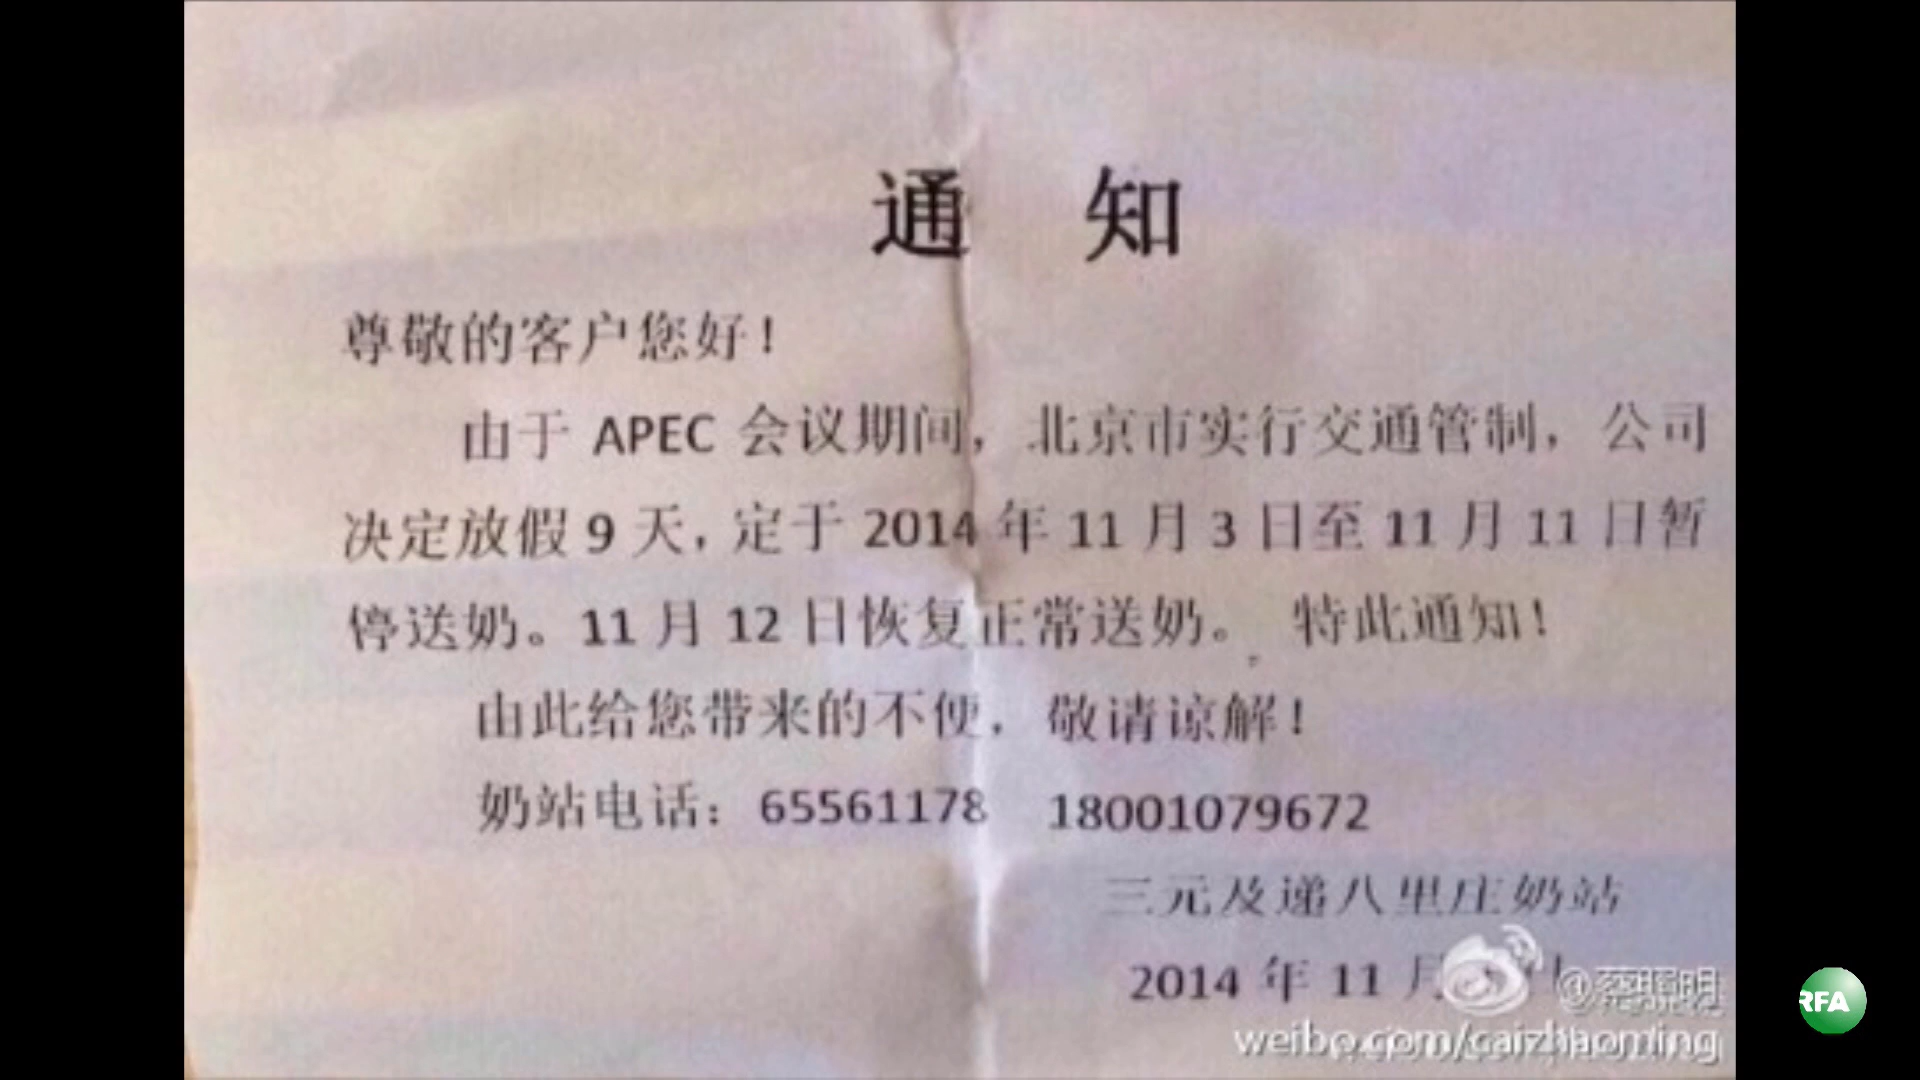 通 知
尊敬的客户您好！
由于 APEC 会议期间，北京市实行交通管制，公司
决定放假 9 天，定于 2014 年 11 月 3 日至 11 月 11 日暂
停送奶。11 月 12 日恢复正常送奶。 特此通知！
由此给您带来的不便， 敬请谅解！
奶站电话：65561178 18001079672
三元及递八里庄奶站
2014 年 11 月
weibo.com/caizhaoming
RFA